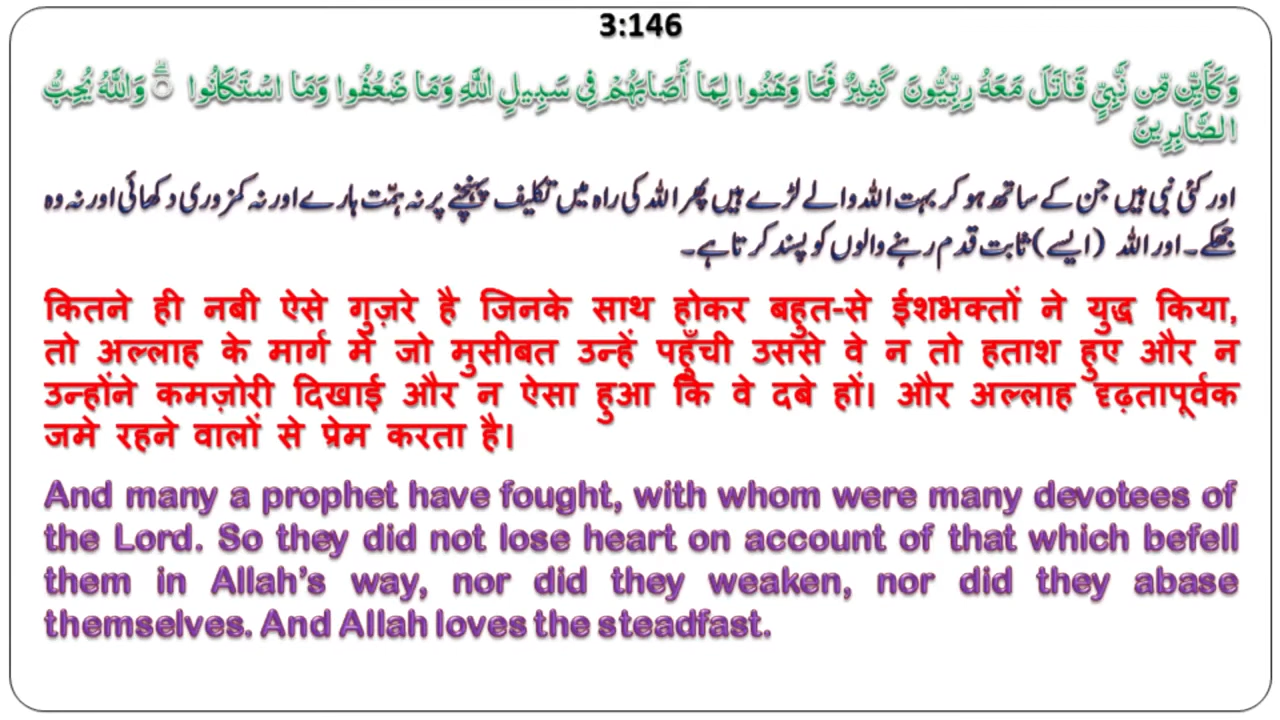 3:146
وَكَأَيِّن مِّن نَّبِيٍّ قَاتَلَ مَعَهُ رِبِّيُّونَ كَثِيرٌ فَمَا وَهَنُوا لِمَا أَصَابَهُمْ فِي سَبِيلِ اللَّهِ وَمَا ضَعُفُوا وَمَا اسْتَكَانُوا ۗ وَاللَّهُ يُحِبُّ
الصَّابِرِينَ
اور کئی نبی ہیں جن کے ساتھ ہو کر بہت اللہ والے لڑے ہیں پھر اللہ کی راہ میں تکلیف پہنچنے پر نہ ہمّت ہارے اور نہ کمزوری دکھائی اور نہ وہ
جھکے۔ اور اللہ (ایسے) ثابت قدم رہنے والوں کو پسند کرتا ہے۔
कितने ही नबी ऐसे गुज़रे है जिनके साथ होकर बहुत-से ईशभक्तों ने युद्ध किया,
तो अल्लाह के मार्ग में जो मुसीबत उन्हें पहुँची उससे वे न तो हताश हुए और न
उन्होंने कमज़ोरी दिखाई और न ऐसा हुआ कि वे दबे हों। और अल्लाह दृढ़तापूर्वक
जमे रहने वालों से प्रेम करता है।
And many a prophet have fought, with whom were many devotees of
the Lord. So they did not lose heart on account of that which befell
them in Allah’s way, nor did they weaken, nor did they abase
themselves. And Allah loves the steadfast.